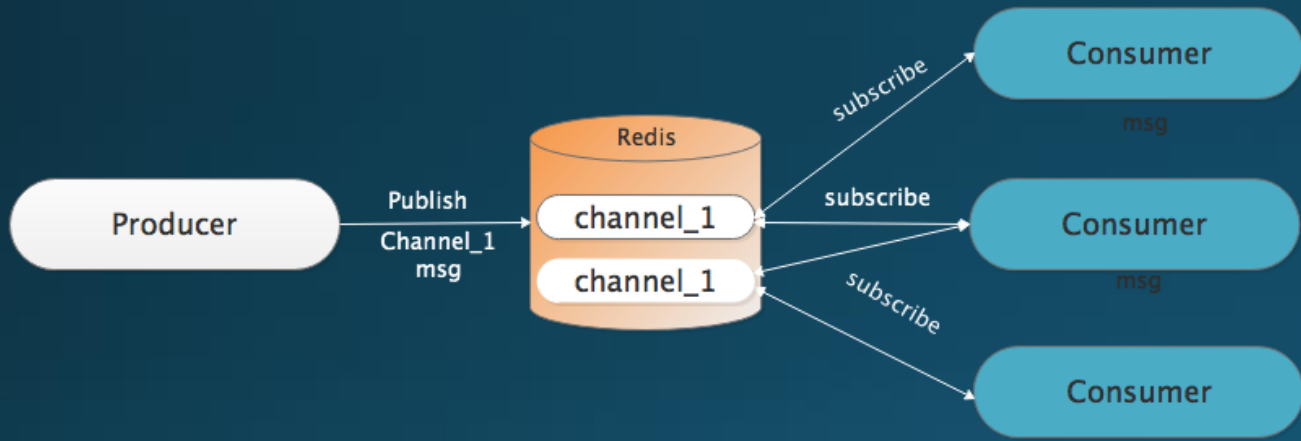 Consumer
subscribe
msg
Redis
Publish
subscribe
Producer
channel_1
Consumer
Channel_1
msg
channel_1
msg
subscribe
Consumer